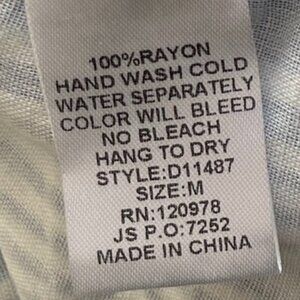 100%RAYON
HAND WASH COLD
WATER SEPARATELY
COLOR WILL BLEED
NO BLEACH
HANG TO DRY
STYLE:D11487
SIZE:M
RN:120978
JS P.O:7252
MADE IN CHINA